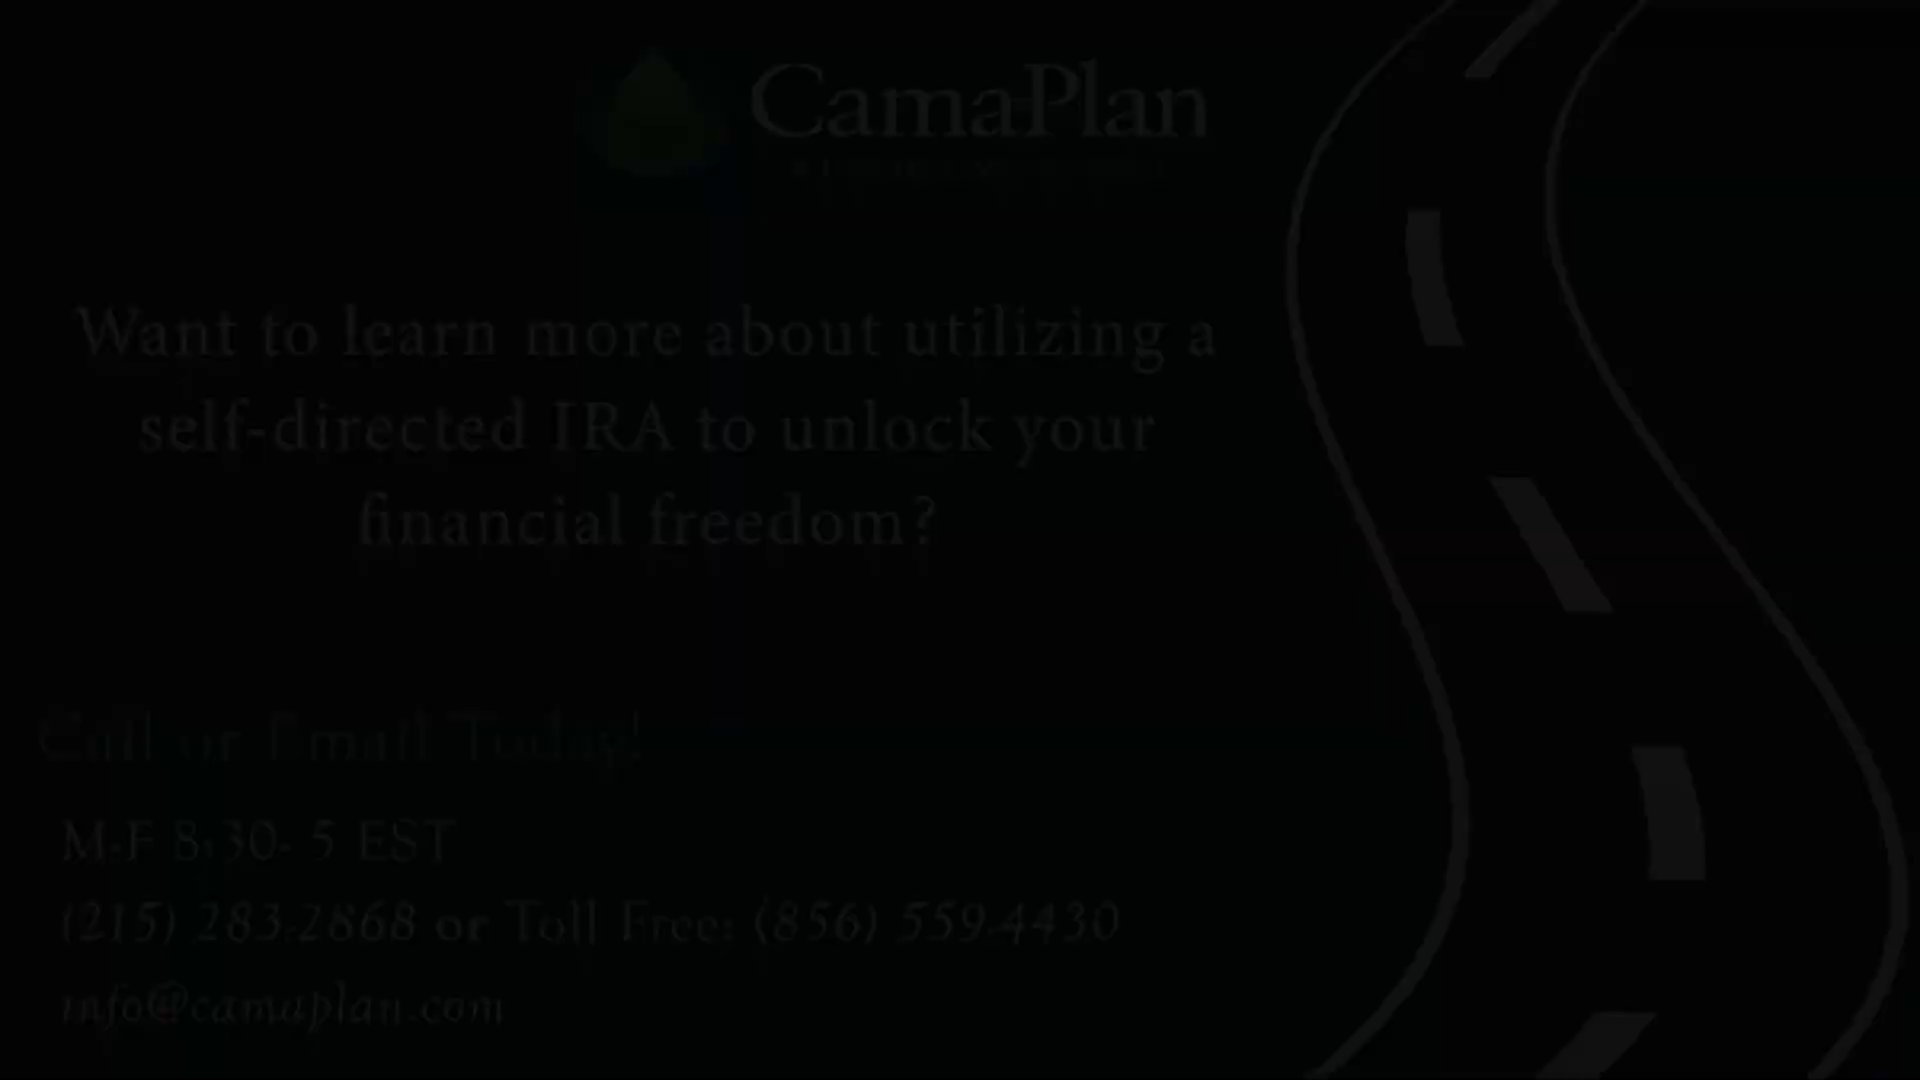 CamaPlan
Want to learn more about utilizing a
self-directed IRA to unlock your
financial freedom?
Call or Email Today!
M-F 8:30- 5 EST
(215) 283-2868 or Toll Free: (856) 559-4430
info@camaplan.com